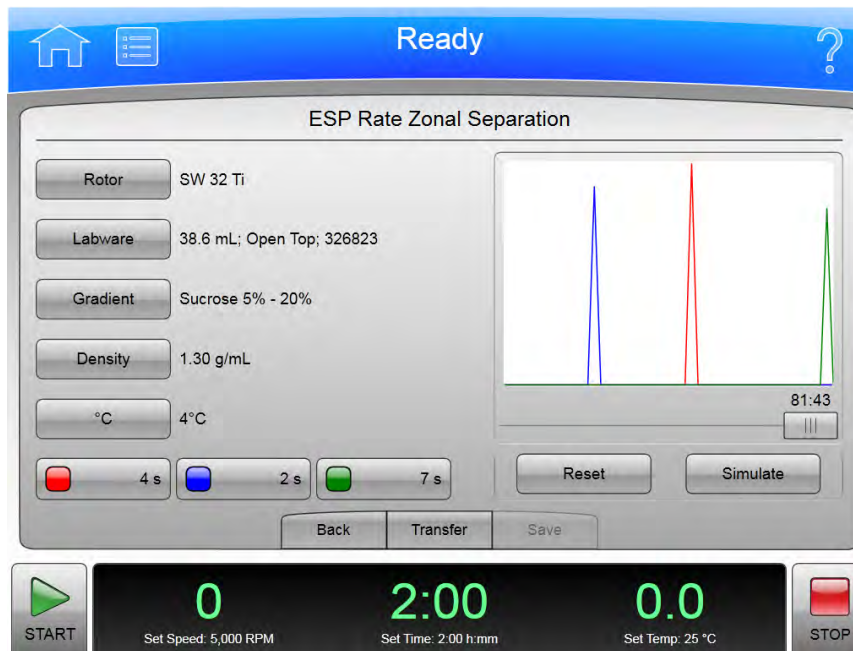 Ready
ESP Rate Zonal Separation
Rotor SW 32 Ti
Labware 38.6 mL; Open Top; 326823
Gradient Sucrose 5% - 20%
Density 1.30 g/mL
°C 4°C
81:43
4 s 2 s 7 s
Reset Simulate
Back Transfer Save
START
0 2:00 0.0
Set Speed: 5,000 RPM Set Time: 2:00 h:mm Set Temp: 25 °C
STOP